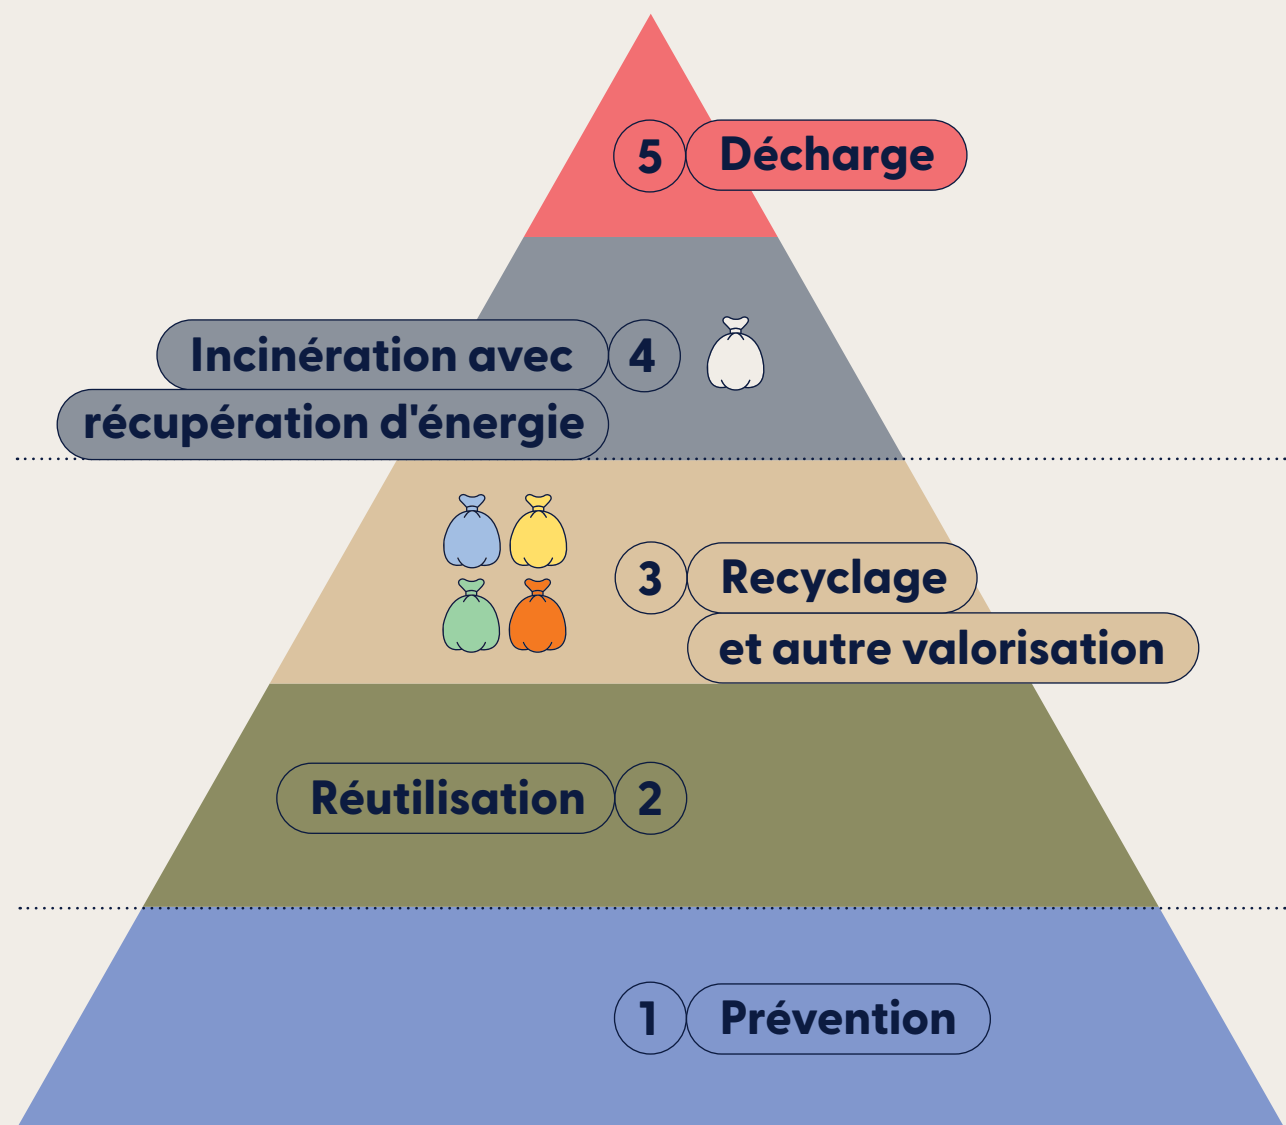 5 Décharge
Incinération avec 4
récupération d'énergie
3 Recyclage
et autre valorisation
Réutilisation 2
1 Prévention